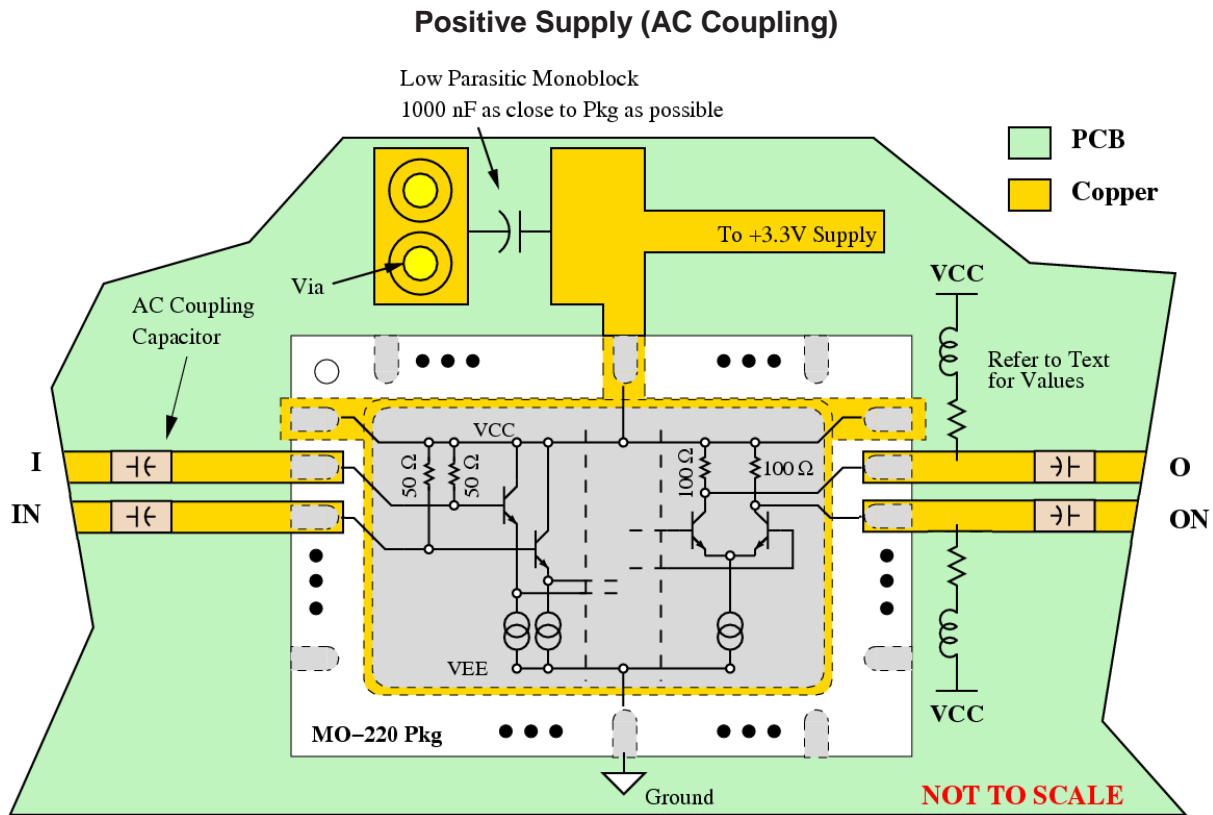 Positive Supply (AC Coupling)
Low Parasitic Monoblock
1000 nF as close to Pkg as possible
PCB
Copper
To +3.3V Supply
Via
VCC
AC Coupling
Capacitor
Refer to Text
for Values
VCC
50 Ω
50 Ω
100 Ω
100 Ω
I
O
IN
ON
VEE
VCC
MO−220 Pkg
Ground
NOT TO SCALE